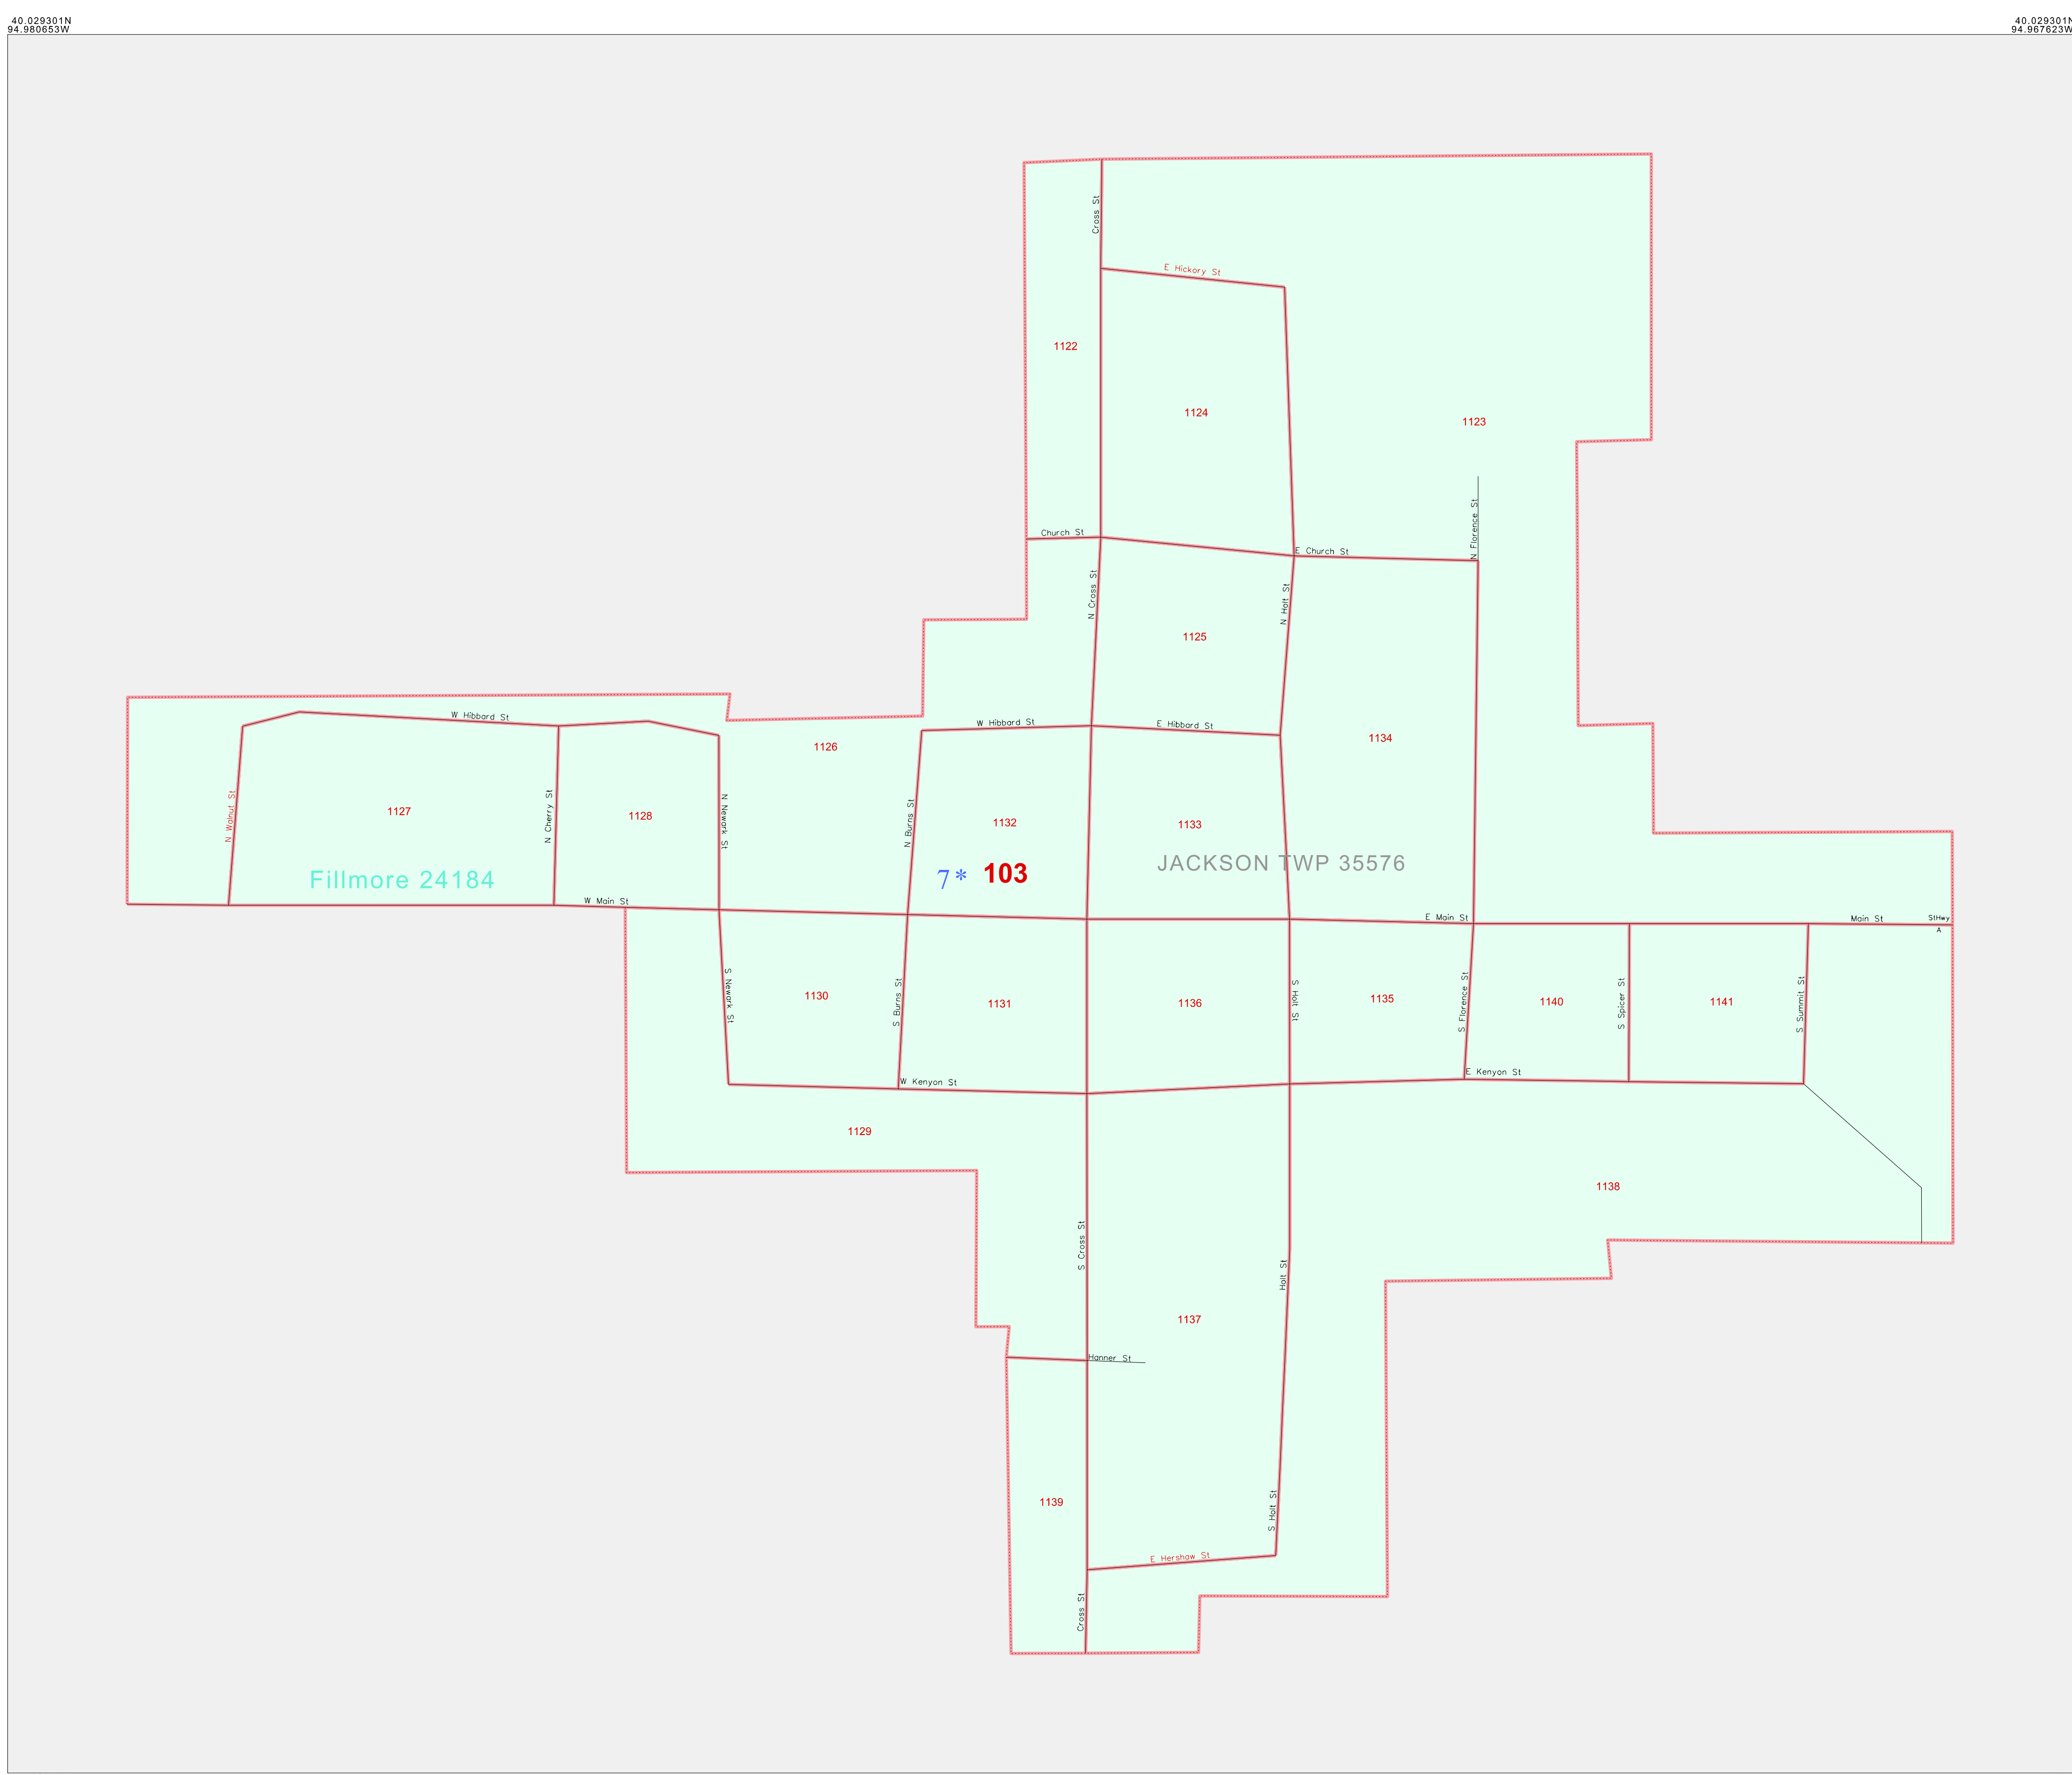 40.029301N
94.980653W
40.029301N
94.967623W
Cross St
E Hickory St
1122
1124
1123
Church St
E Church St
N Florence St
N Cross St
N Holt St
1125
W Hibbard St
W Hibbard St
E Hibbard St
1126
1134
N Walnut St
1127
N Cherry St
1128
N Newark St
N Burns St
1132
1133
Fillmore 24184
7*
103
JACKSON TWP 35576
W Main St
E Main St
Main St
StHwy
A
S Newark St
1130
S Burns St
1131
1136
S Holt St
1135
S Florence St
1140
S Spicer St
1141
S Summit St
W Kenyon St
E Kenyon St
1129
1138
S Cross St
Holt St
1137
Hanner St
1139
S Holt St
E Hershaw St
Cross St